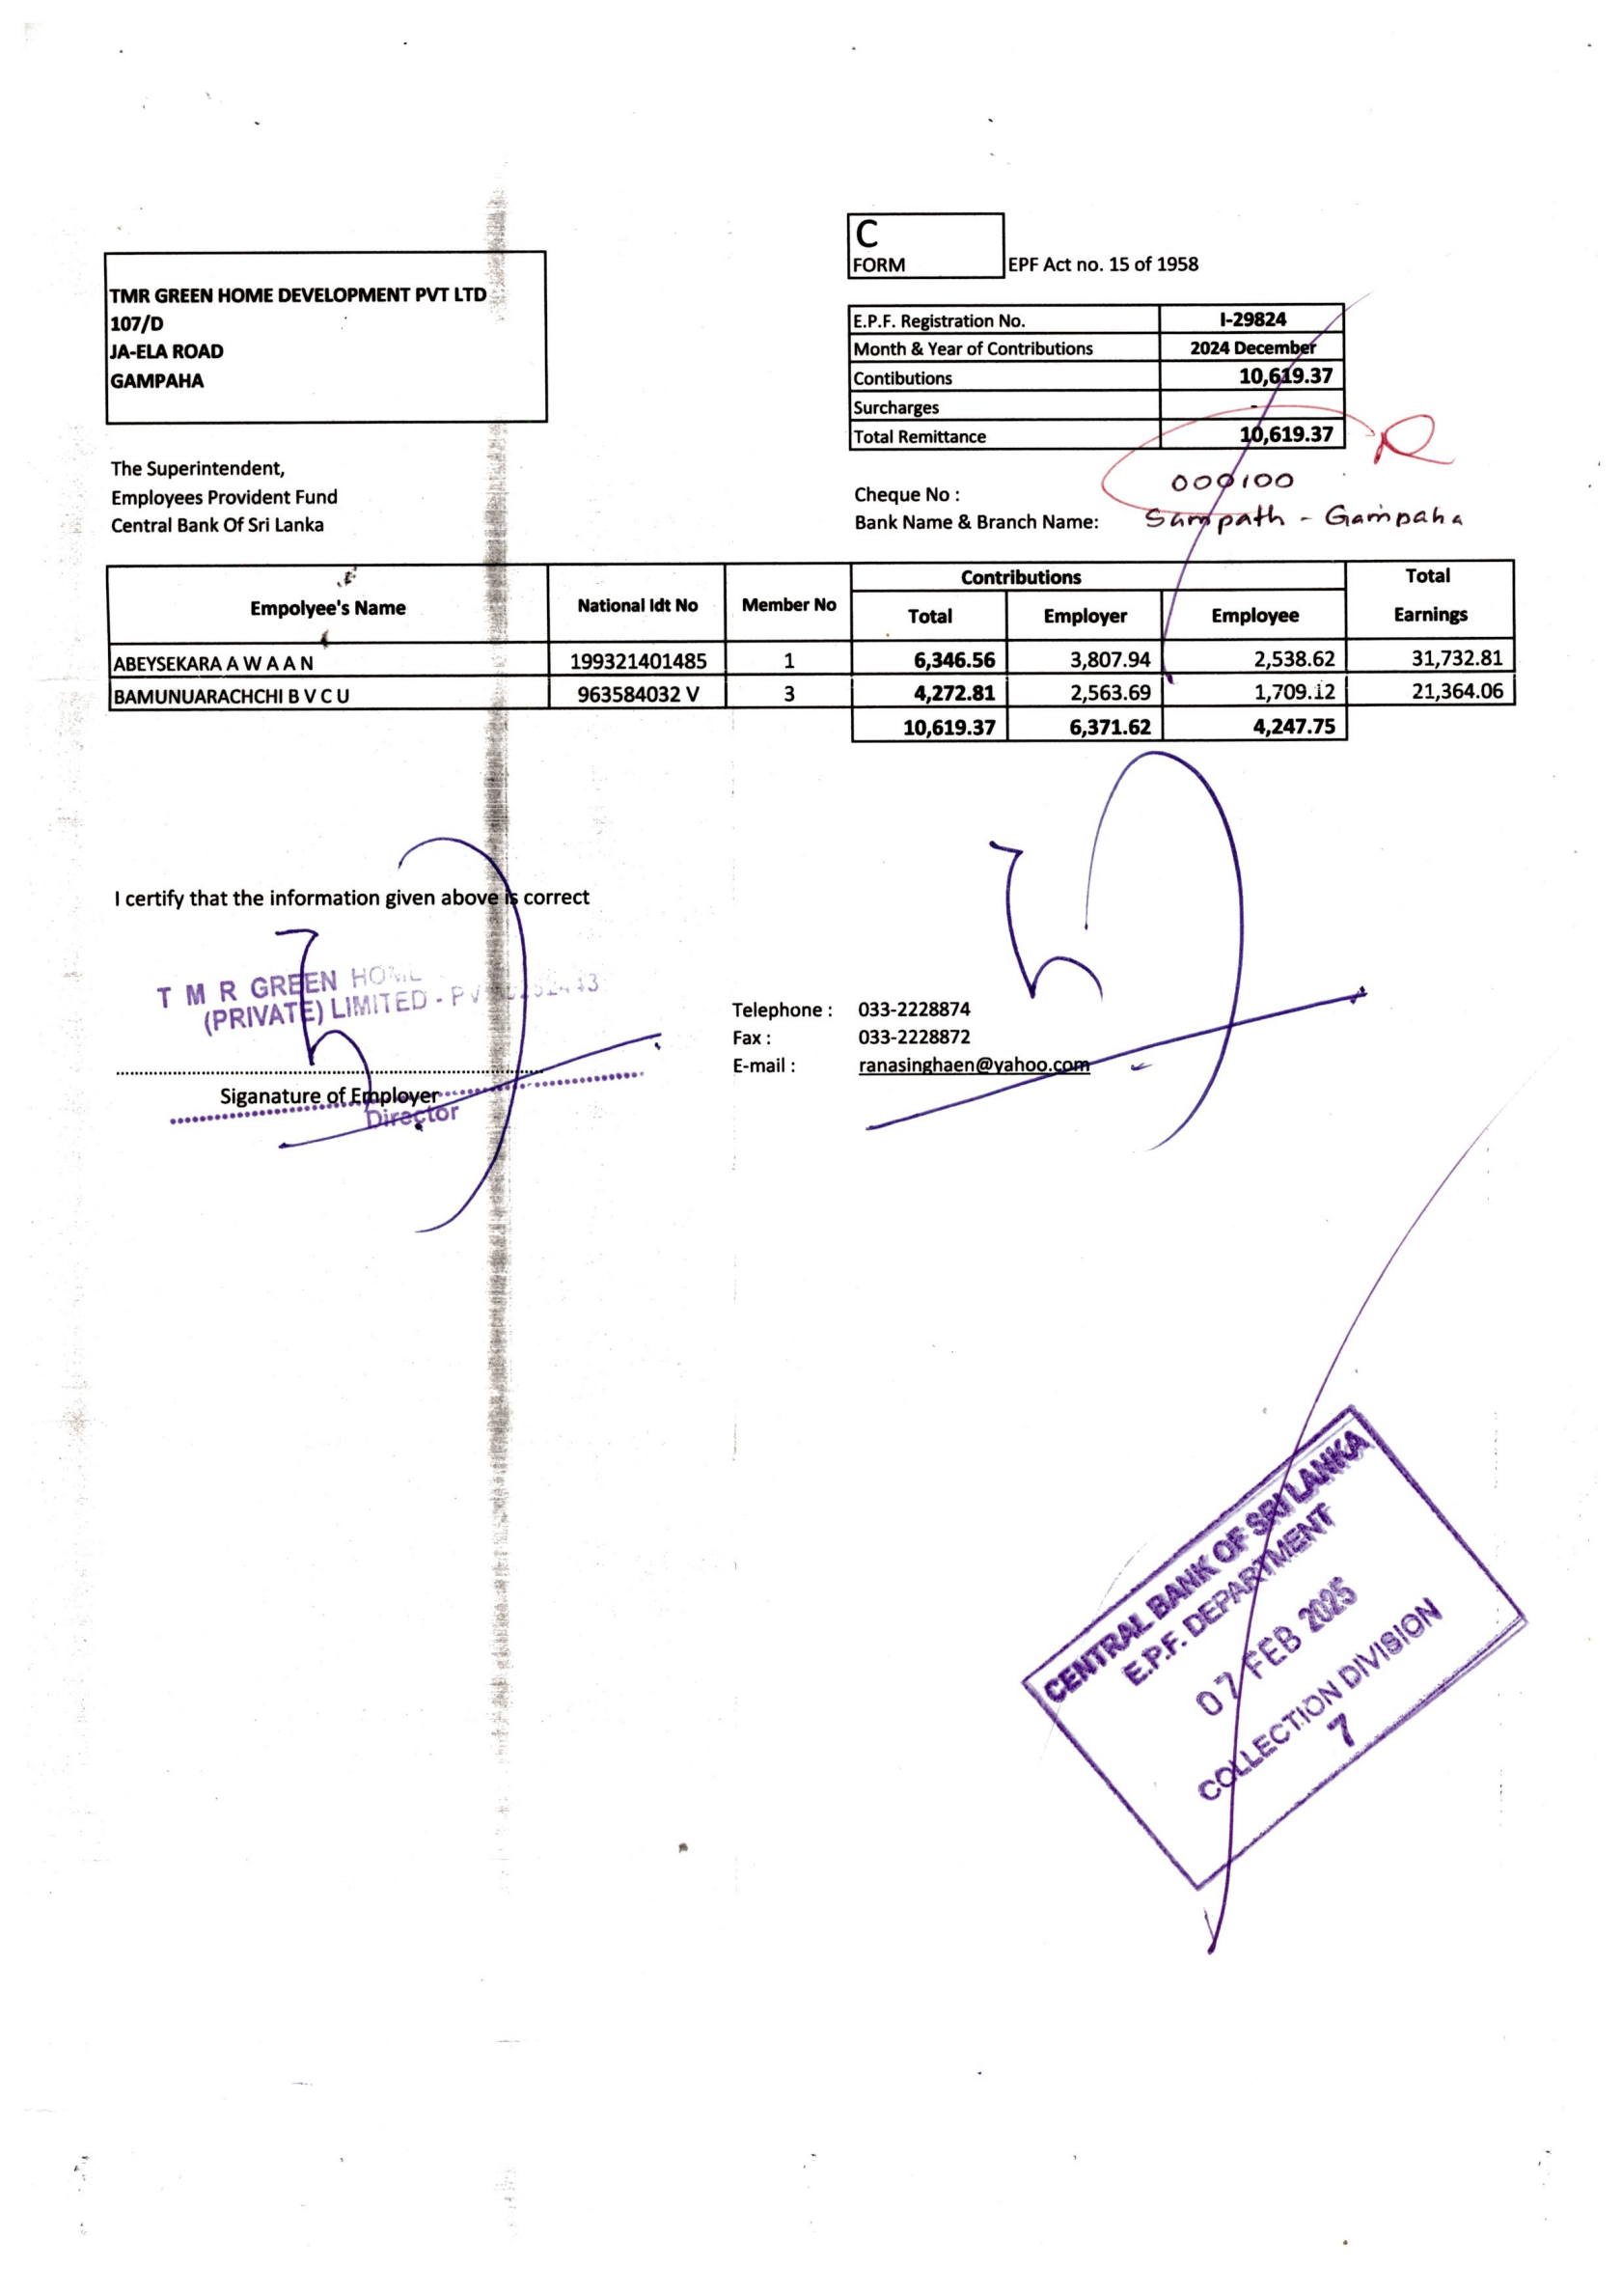 C
FORM
EPF Act no. 15 of 1958
TMR GREEN HOME DEVELOPMENT PVT LTD
107/D
JA-ELA ROAD
GAMPAHA
E.P.F. Registration No. I-29824
Month & Year of Contributions 2024 December
Contibutions 10,619.37
Surcharges -
Total Remittance 10,619.37
The Superintendent,
Employees Provident Fund
Central Bank Of Sri Lanka
Cheque No : 000100
Bank Name & Branch Name: Sampath - Gampaha
Empolyee's Name National Idt No Member No Contributions Total Earnings
Total Employer Employee
ABEYSEKARA A W A A N 199321401485 1 6,346.56 3,807.94 2,538.62 31,732.81
BAMUNUARACHCHI B V C U 963584032 V 3 4,272.81 2,563.69 1,709.12 21,364.06
10,619.37 6,371.62 4,247.75
I certify that the information given above is correct
T M R GREEN HOME
(PRIVATE) LIMITED - PV
Siganature of Employer
Director
Telephone : 033-2228874
Fax : 033-2228872
E-mail : ranasinghaen@yahoo.com
CENTRAL BANK OF SRI LANKA
E.P.F. DEPARTMENT
07 FEB 2025
COLLECTION DIVISION
7